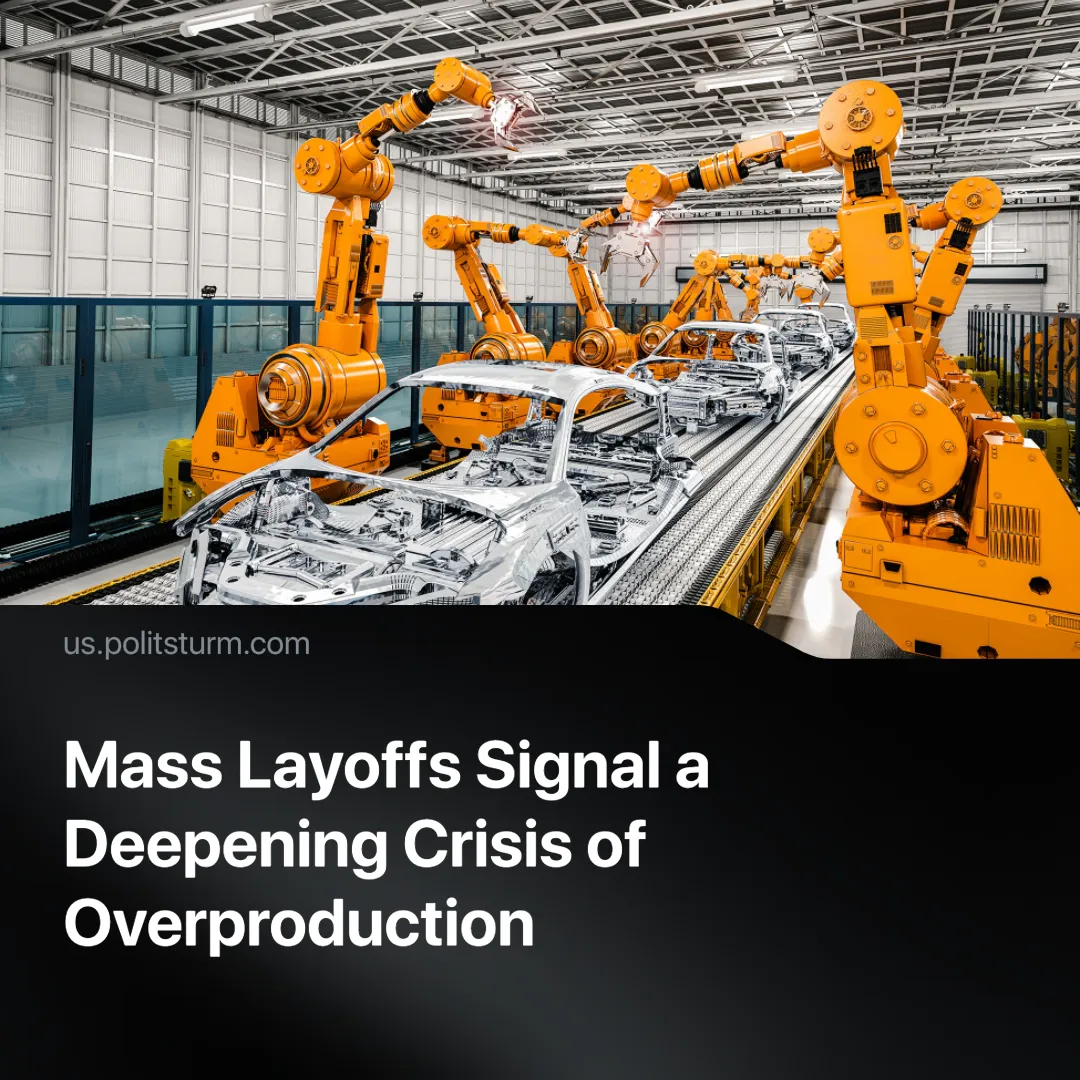 us.politsturm.com
Mass Layoffs Signal a
Deepening Crisis of
Overproduction